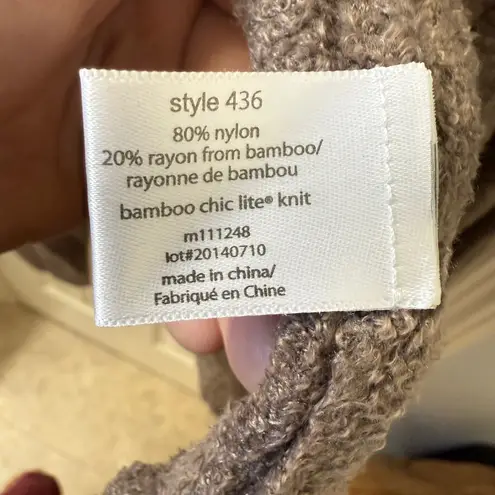 style 436
80% nylon
20% rayon from bamboo/
rayonne de bambou
bamboo chic lite® knit
m111248
lot#20140710
made in china/
Fabriqué en Chine